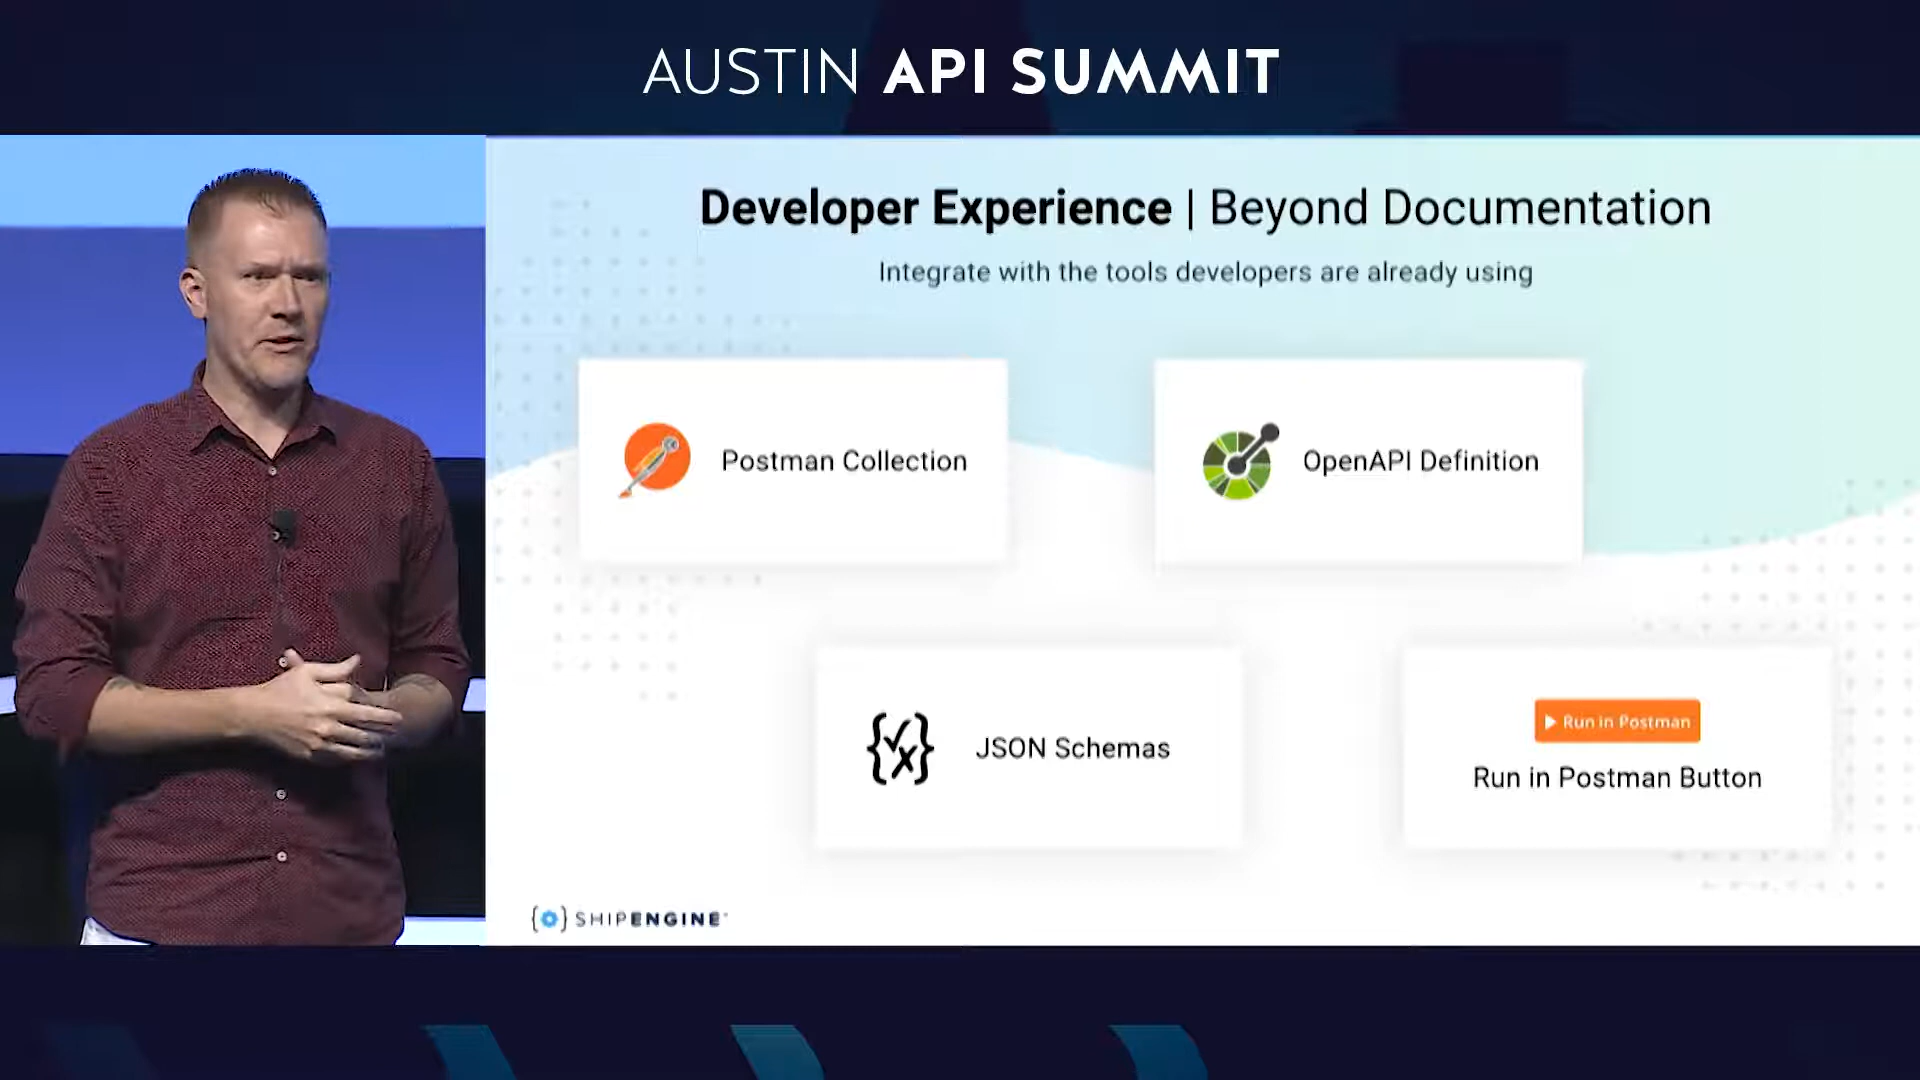 AUSTIN API SUMMIT
Developer Experience | Beyond Documentation
Integrate with the tools developers are already using
Postman Collection
OpenAPI Definition
JSON Schemas
Run in Postman
Run in Postman Button
SHIPENGINE